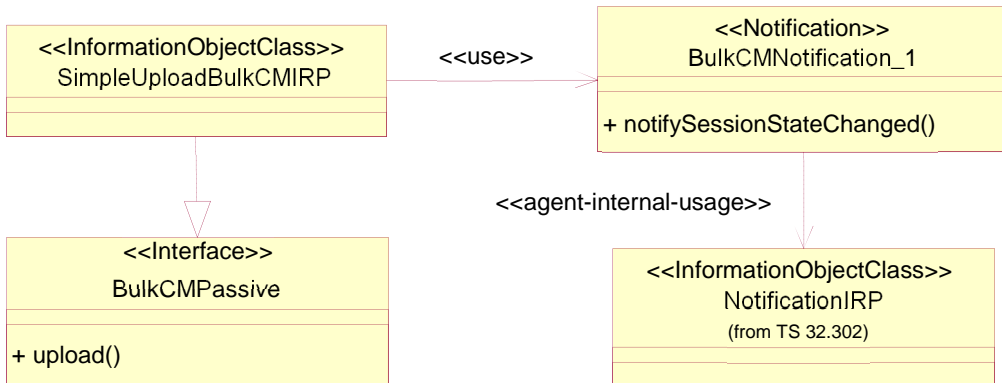 <<InformationObjectClass>>
SimpleUploadBulkCMIRP
<<use>>
<<Notification>>
BulkCMNotification_1
+ notifySessionStateChanged()
<<agent-internal-usage>>
<<Interface>>
BulkCMPassive
+ upload()
<<InformationObjectClass>>
NotificationIRP
(from TS 32.302)